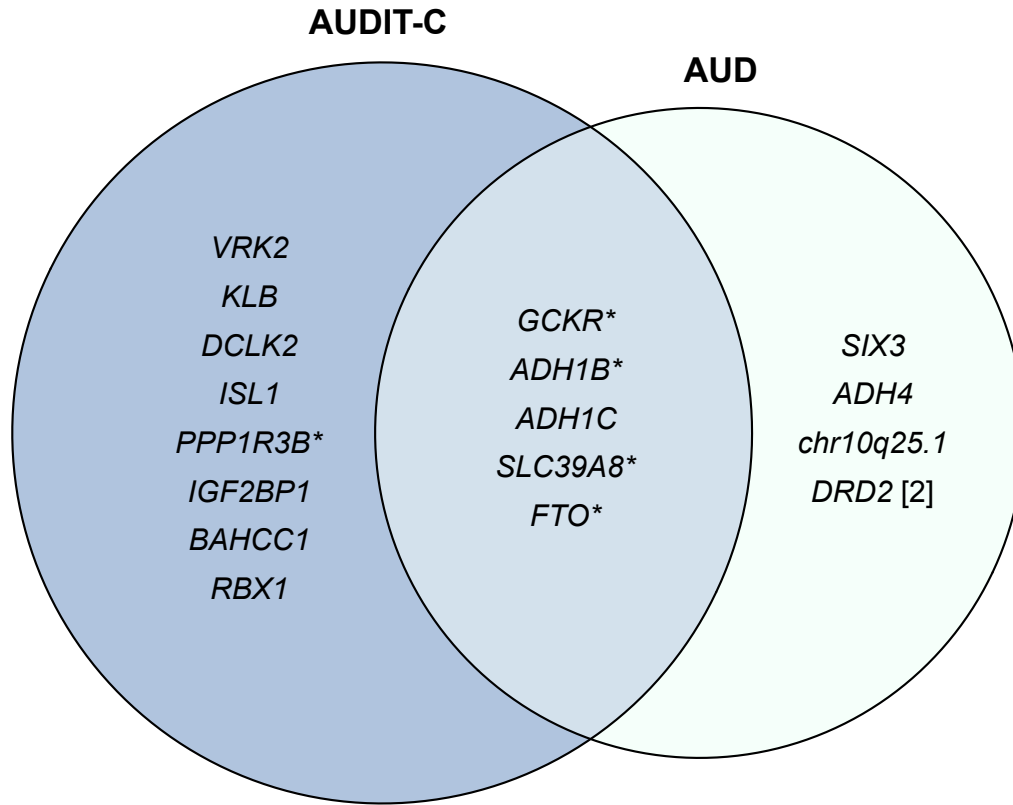 AUDIT-C
AUD
VRK2
KLB
DCLK2
ISL1
PPP1R3B*
IGF2BP1
BAHCC1
RBX1
GCKR*
ADH1B*
ADH1C
SLC39A8*
FTO*
SIX3
ADH4
chr10q25.1
DRD2 [2]